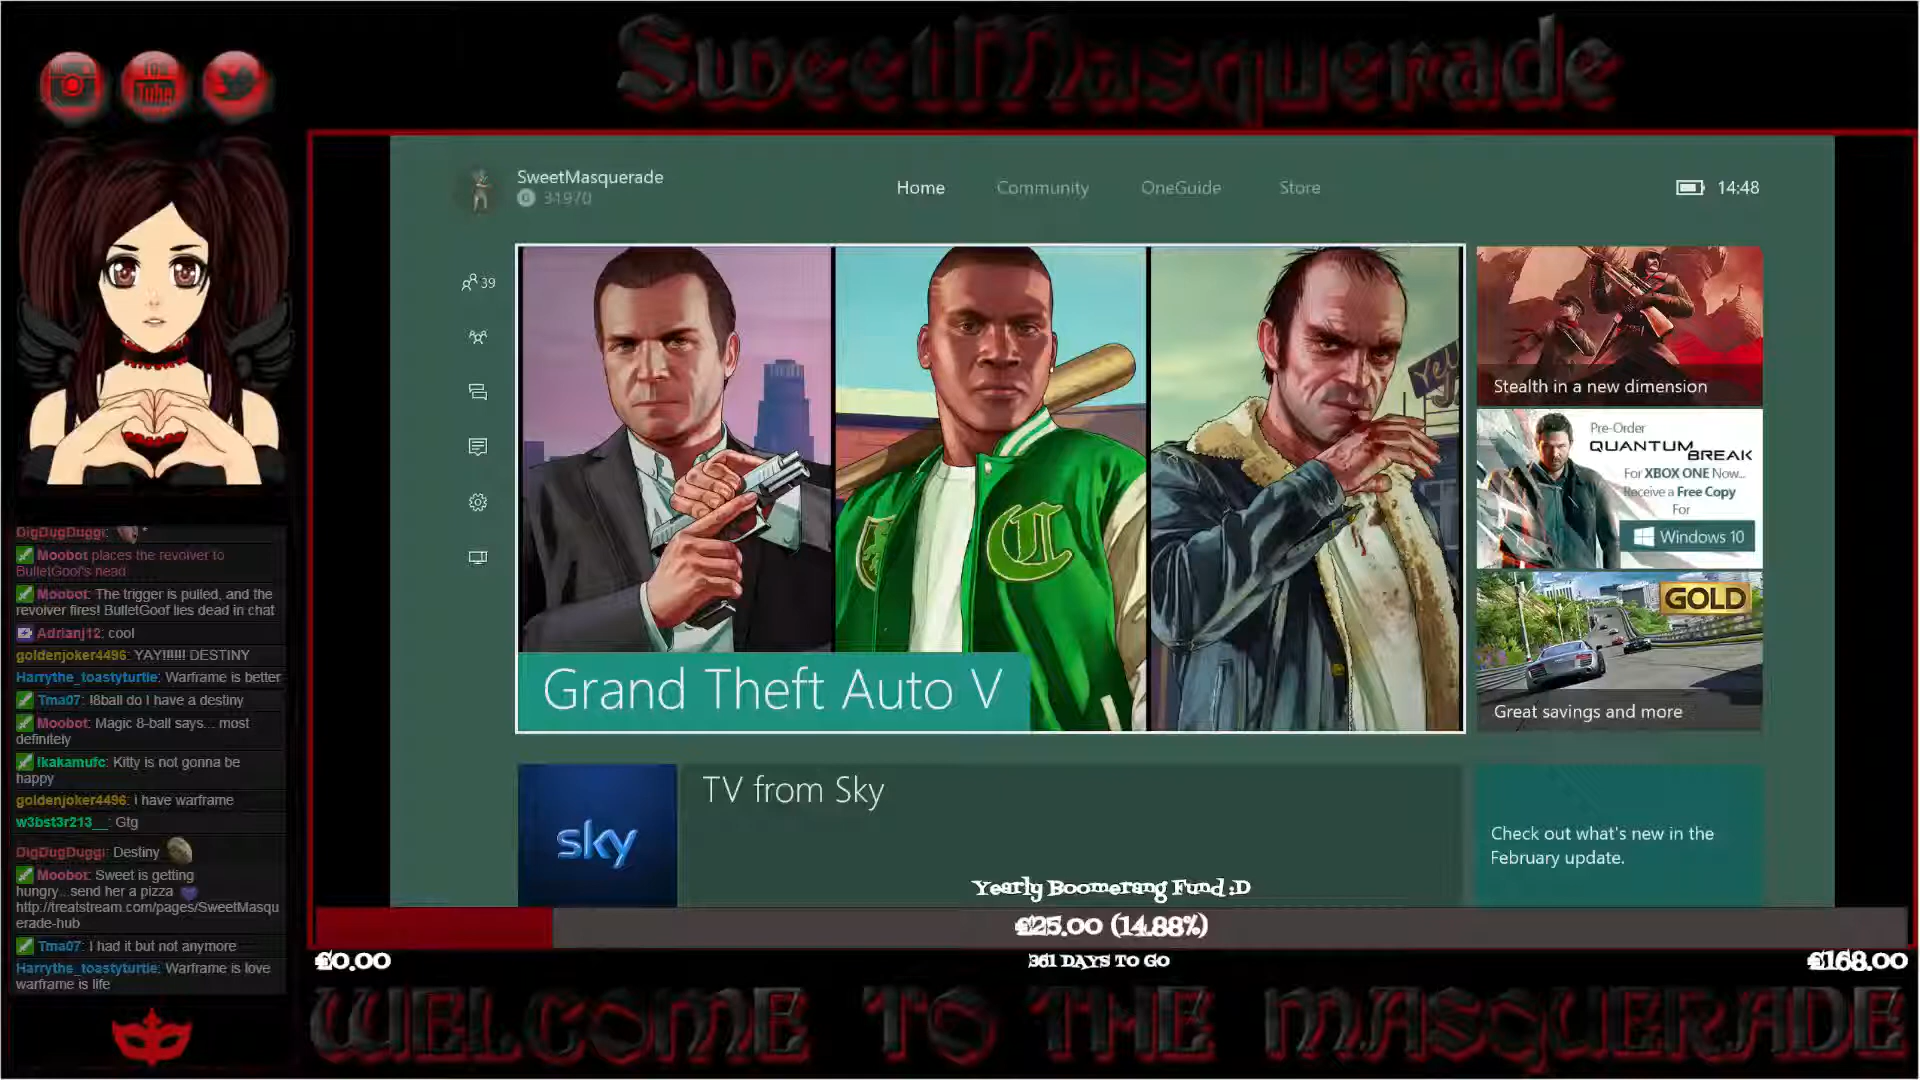 SweetMasquerade
You
Tube
SweetMasquerade
G 31970
Home
Community
OneGuide
Store
14:48
39
Stealth in a new dimension
Pre-Order
QUANTUM
BREAK
For XBOX ONE Now...
Receive a Free Copy
For
Windows 10
GOLD
Great savings and more
Grand Theft Auto V
sky
TV from Sky
Check out what's new in the
February update.
DigDugDuggi: *
Moobot places the revolver to
BulletGoof's head
Moobot: The trigger is pulled, and the
revolver fires! BulletGoof lies dead in chat
Adrianj12: cool
goldenjoker4496: YAY!!!!!! DESTINY
Harrythe_toastyturtle: Warframe is better
Tma07: !8ball do I have a destiny
Moobot: Magic 8-ball says... most
definitely
ikakamufc: Kitty is not gonna be
happy
goldenjoker4496: i have warframe
w3bst3r213__: Gtg
DigDugDuggi: Destiny
Moobot: Sweet is getting
hungry...send her a pizza
http://treatstream.com/pages/SweetMasqu
erade-hub
Tma07: I had it but not anymore
Harrythe_toastyturtle: Warframe is love
warframe is life
Yearly Boomerang Fund :D
£25.00 (14.88%)
£0.00
361 DAYS TO GO
£168.00
WELCOME TO THE MASQUERADE